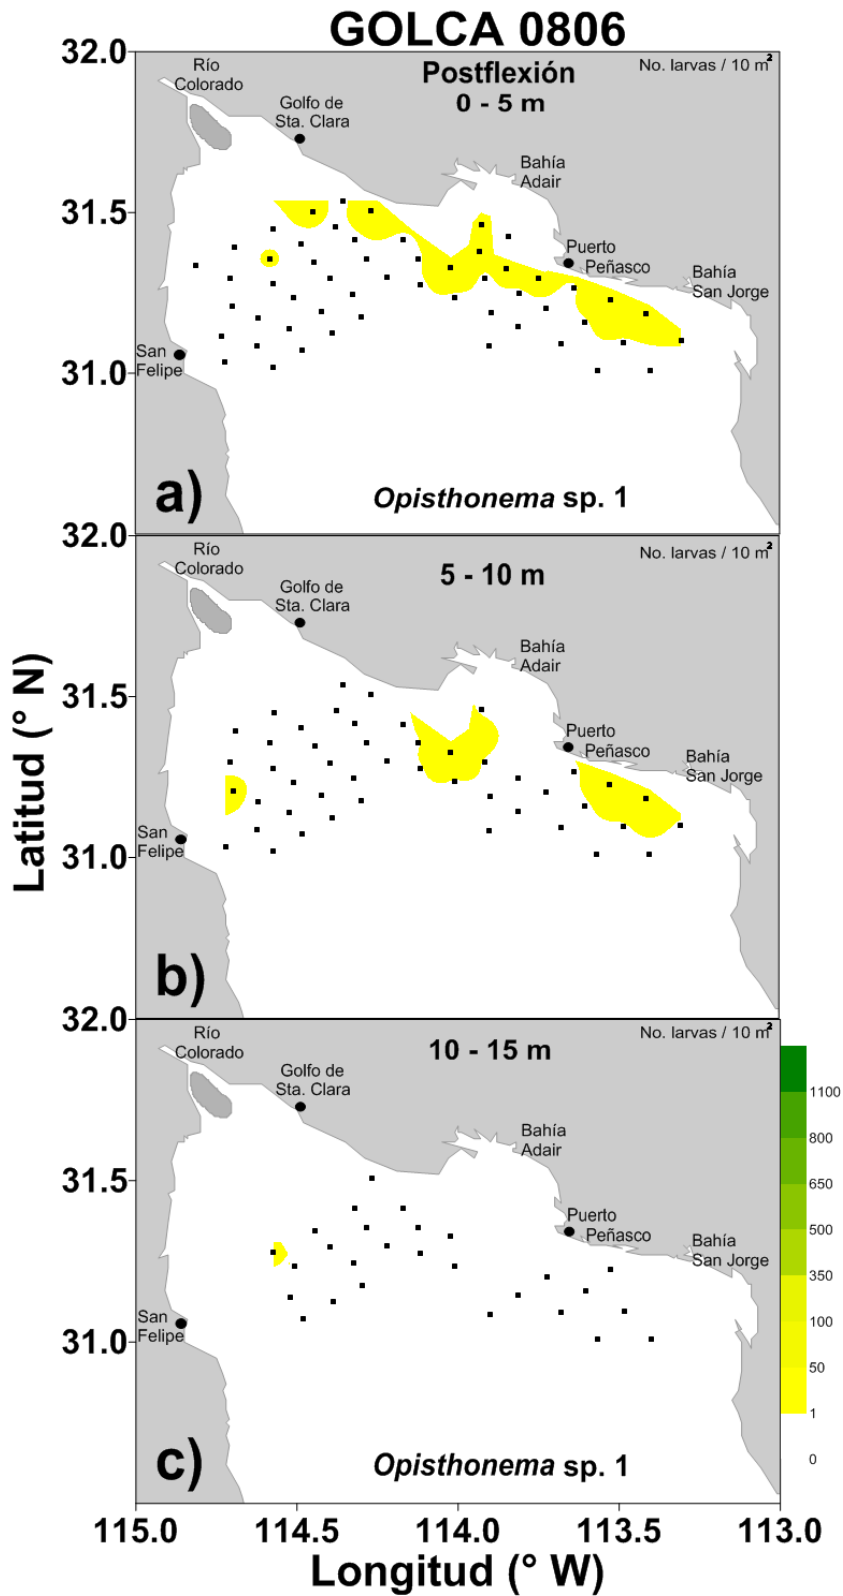 GOLCA 0806
32.0
Río
Colorado
Postflexión
0 - 5 m
No. larvas / 10 m²
Golfo de
Sta. Clara
Bahía
Adair
31.5
Puerto
Peñasco
Bahía
San Jorge
San
Felipe
31.0
a)
Opisthonema sp. 1
32.0
Río
Colorado
5 - 10 m
No. larvas / 10 m²
Golfo de
Sta. Clara
Bahía
Adair
31.5
Puerto
Peñasco
Bahía
San Jorge
San
Felipe
31.0
b)
Latitud (° N)
32.0
Río
Colorado
10 - 15 m
No. larvas / 10 m²
Golfo de
Sta. Clara
Bahía
Adair
31.5
Puerto
Peñasco
Bahía
San Jorge
San
Felipe
31.0
c)
Opisthonema sp. 1
1100
800
650
500
350
100
50
1
0
115.0 114.5 114.0 113.5 113.0
Longitud (° W)